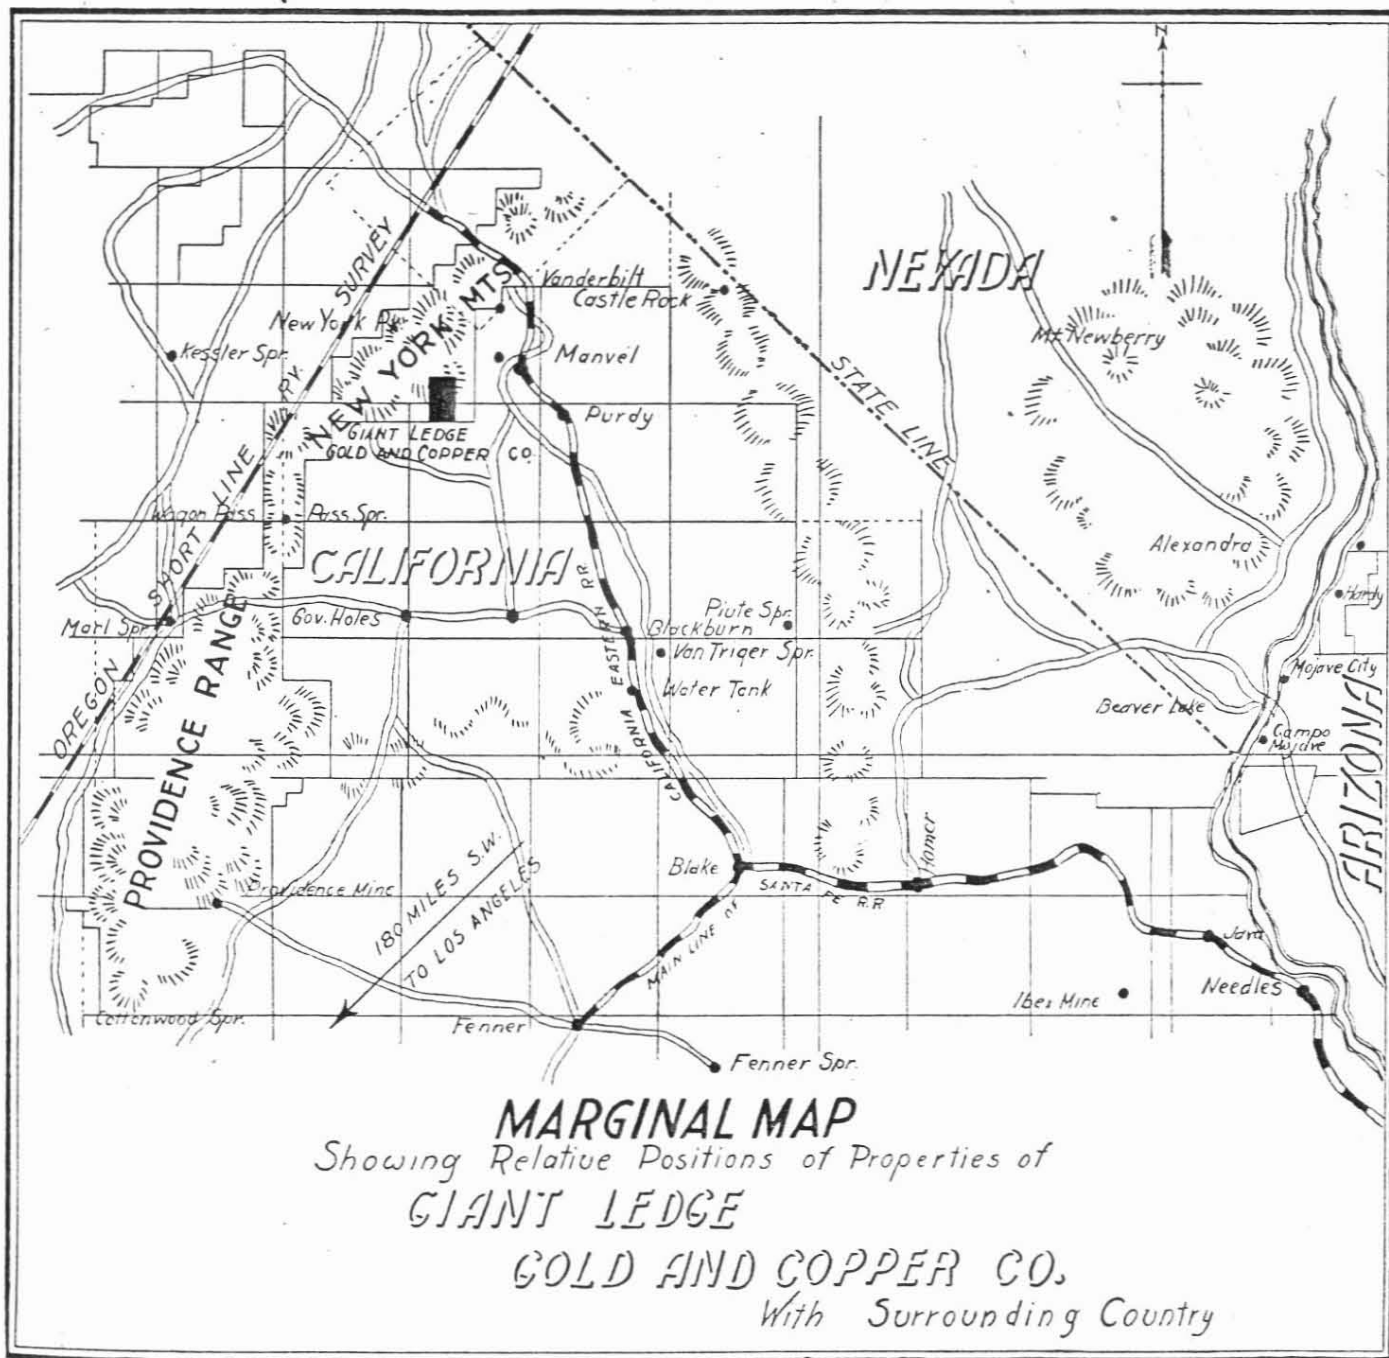 N
NEVADA
Vanderbilt
Castle Rock
New York Pk.
Mt. Newberry
Kessler Spr.
Manvel
NEW YORK MTS
Purdy
STATE LINE
GIANT LEDGE
GOLD AND COPPER CO.
Wagon Pass
Pass Spr.
OREGON SHORT LINE RY. SURVEY
CALIFORNIA
Alexandra
Hardy
Marl Spr.
Gov. Holes
Piute Spr.
Blackburn
Van Triger Spr.
Water Tank
Mojave City
Beaver Lake
Campo
Mojave
ARIZONA
PROVIDENCE RANGE
CALIFORNIA EASTERN RR
Blake
Homer
SANTA FE R.R
MAIN LINE OF
Providence Mine
180 MILES S.W.
TO LOS ANGELES
Java
Needles
Ibex Mine
Cottonwood Spr.
Fenner
Fenner Spr.
MARGINAL MAP
Showing Relative Positions of Properties of
GIANT LEDGE
GOLD AND COPPER CO.
With Surrounding Country